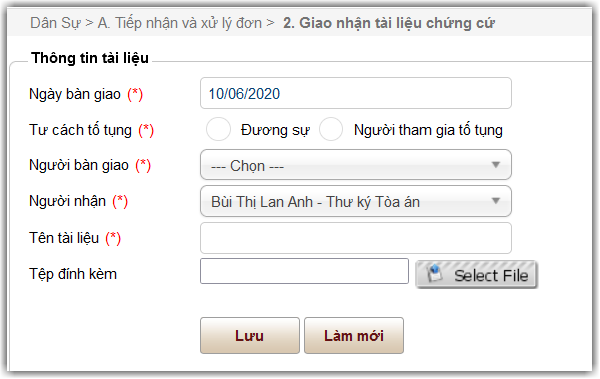 Dân Sự > A. Tiếp nhận và xử lý đơn > 2. Giao nhận tài liệu chứng cứ
Thông tin tài liệu
Ngày bàn giao (*) 10/06/2020
Tư cách tố tụng (*) Đương sự Người tham gia tố tụng
Người bàn giao (*) --- Chọn ---
Người nhận (*) Bùi Thị Lan Anh - Thư ký Tòa án
Tên tài liệu (*)
Tệp đính kèm Select File
Lưu Làm mới